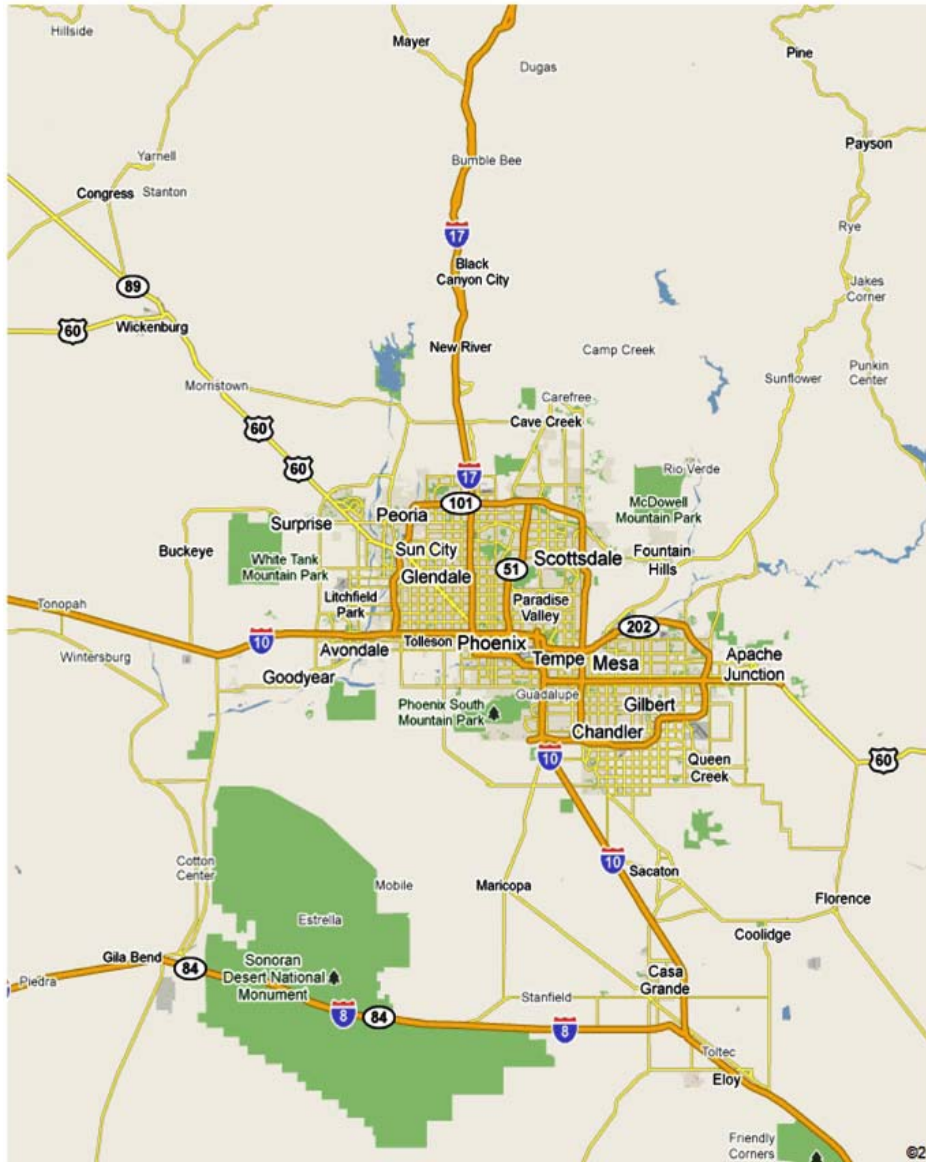 Hillside
Mayer
Dugas
Pine
Payson
Yarnell
Bumble Bee
Congress
Stanton
Rye
17
Black
Canyon City
89
Jakes
Corner
60
Wickenburg
New River
Camp Creek
Punkin
Center
Sunflower
Morristown
Carefree
Cave Creek
60
60
17
Rio Verde
101
McDowell
Mountain Park
Peoria
Surprise
Buckeye
Sun City
Scottsdale
Fountain
Hills
White Tank
Mountain Park
51
Glendale
Litchfield
Park
Paradise
Valley
Tonopah
202
10
Tolleson
Phoenix
Avondale
Wintersburg
Tempe
Mesa
Apache
Junction
Goodyear
Guadalupe
Phoenix South
Mountain Park
Gilbert
Chandler
10
Queen
Creek
60
Cotton
Center
10
Sacaton
Mobile
Maricopa
Florence
Estrella
Coolidge
Gila Bend
84
Sonoran
Desert National
Monument
Piedra
Casa
Grande
Stanfield
8
84
8
Toltec
Eloy
Friendly
Corners
©2